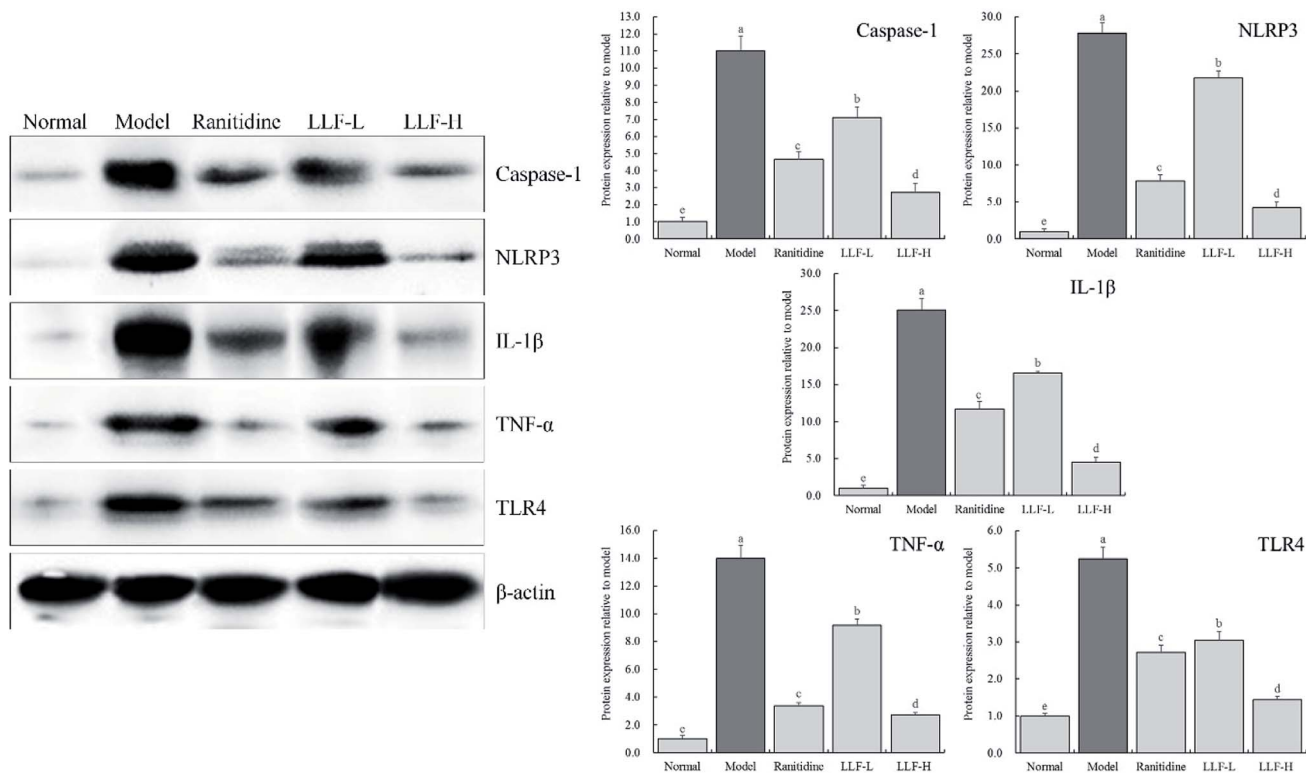 Normal Model Ranitidine LLF-L LLF-H
Caspase-1
NLRP3
IL-1β
TNF-α
TLR4
β-actin
Caspase-1
Protein expression relative to model
13.0
12.0
11.0
10.0
9.0
8.0
7.0
6.0
5.0
4.0
3.0
2.0
1.0
0.0
e a c b d
Normal Model Ranitidine LLF-L LLF-H
NLRP3
Protein expression relative to model
30.0
25.0
20.0
15.0
10.0
5.0
0.0
e a c b d
Normal Model Ranitidine LLF-L LLF-H
IL-1β
Protein expression relative to model
30.0
25.0
20.0
15.0
10.0
5.0
0.0
e a c b d
Normal Model Ranitidine LLF-L LLF-H
TNF-α
Protein expression relative to model
16.0
14.0
12.0
10.0
8.0
6.0
4.0
2.0
0.0
e a c b d
Normal Model Ranitidine LLF-L LLF-H
TLR4
Protein expression relative to model
6.0
5.0
4.0
3.0
2.0
1.0
0.0
e a c b d
Normal Model Ranitidine LLF-L LLF-H